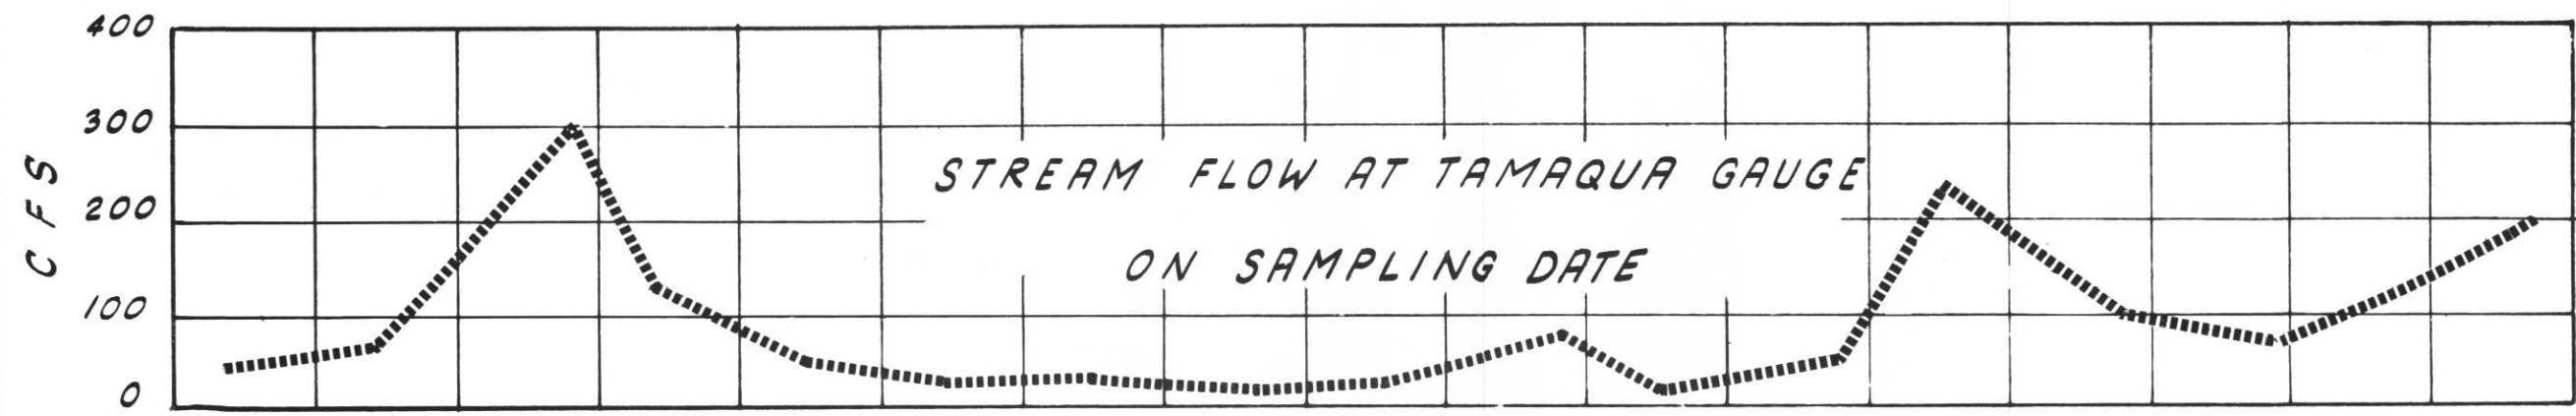 400
300
200
100
0
CFS
STREAM FLOW AT TAMAQUA GAUGE
ON SAMPLING DATE